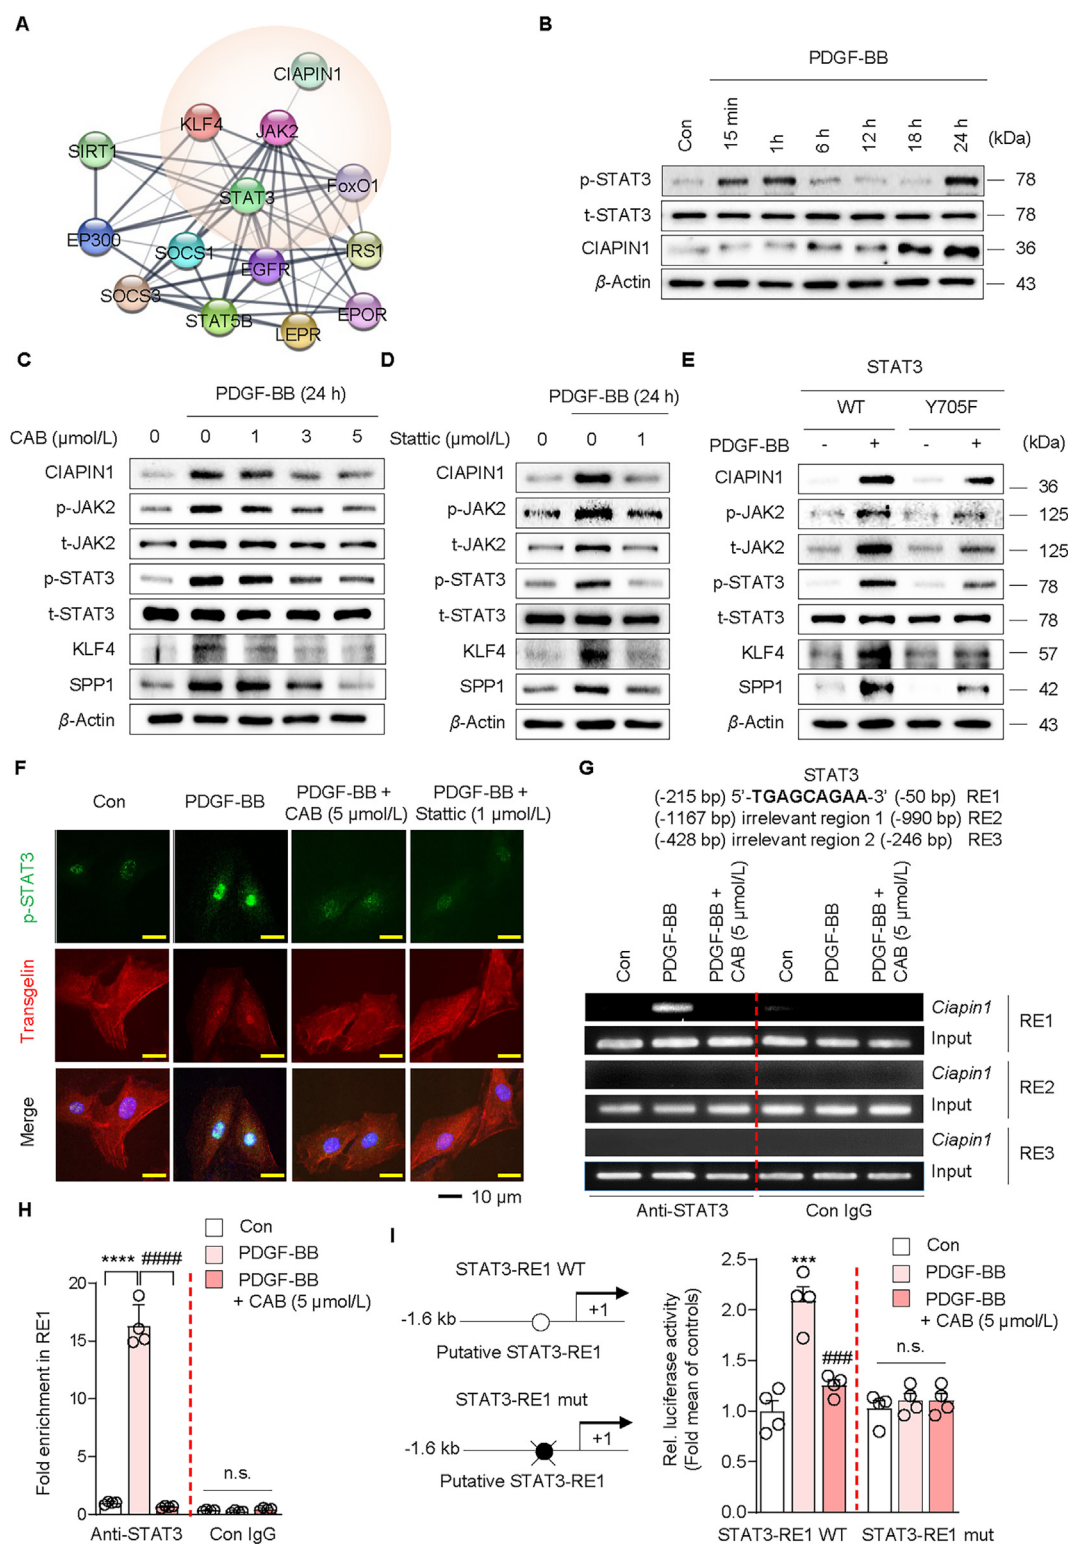 A
CIAPIN1
KLF4
JAK2
SIRT1
STAT3
FoxO1
EP300
SOCS1
EGFR
IRS1
SOCS3
STAT5B
LEPR
EPOR
B
PDGF-BB
Con
15 min
1h
6 h
12 h
18 h
24 h
(kDa)
p-STAT3
78
t-STAT3
78
CIAPIN1
36
β-Actin
43
C
PDGF-BB (24 h)
CAB (μmol/L) 0 0 1 3 5
CIAPIN1
p-JAK2
t-JAK2
p-STAT3
t-STAT3
KLF4
SPP1
β-Actin
D
PDGF-BB (24 h)
Stattic (μmol/L) 0 0 1
CIAPIN1
p-JAK2
t-JAK2
p-STAT3
t-STAT3
KLF4
SPP1
β-Actin
E
STAT3
WT Y705F
PDGF-BB - + - + (kDa)
CIAPIN1 36
p-JAK2 125
t-JAK2 125
p-STAT3 78
t-STAT3 78
KLF4 57
SPP1 42
β-Actin 43
F
Con
PDGF-BB
PDGF-BB +
CAB (5 μmol/L)
PDGF-BB +
Stattic (1 μmol/L)
p-STAT3
Transgelin
Merge
10 μm
G
STAT3
(-215 bp) 5'-TGAGCAGAA-3' (-50 bp) RE1
(-1167 bp) irrelevant region 1 (-990 bp) RE2
(-428 bp) irrelevant region 2 (-246 bp) RE3
Con
PDGF-BB
PDGF-BB +
CAB (5 μmol/L)
Con
PDGF-BB
PDGF-BB +
CAB (5 μmol/L)
Ciapin1
Input
RE1
Ciapin1
Input
RE2
Ciapin1
Input
RE3
Anti-STAT3 Con IgG
H
Con
PDGF-BB
PDGF-BB
+ CAB (5 μmol/L)
**** ####
Fold enrichment in RE1
20
15
10
5
0
n.s.
Anti-STAT3 Con IgG
I
STAT3-RE1 WT
-1.6 kb
+1
Putative STAT3-RE1
STAT3-RE1 mut
-1.6 kb
+1
Putative STAT3-RE1
Con
PDGF-BB
PDGF-BB
+ CAB (5 μmol/L)
Rel. luciferase activity
(Fold mean of controls)
2.5
2.0
1.5
1.0
0.5
0.0
***
###
n.s.
STAT3-RE1 WT STAT3-RE1 mut